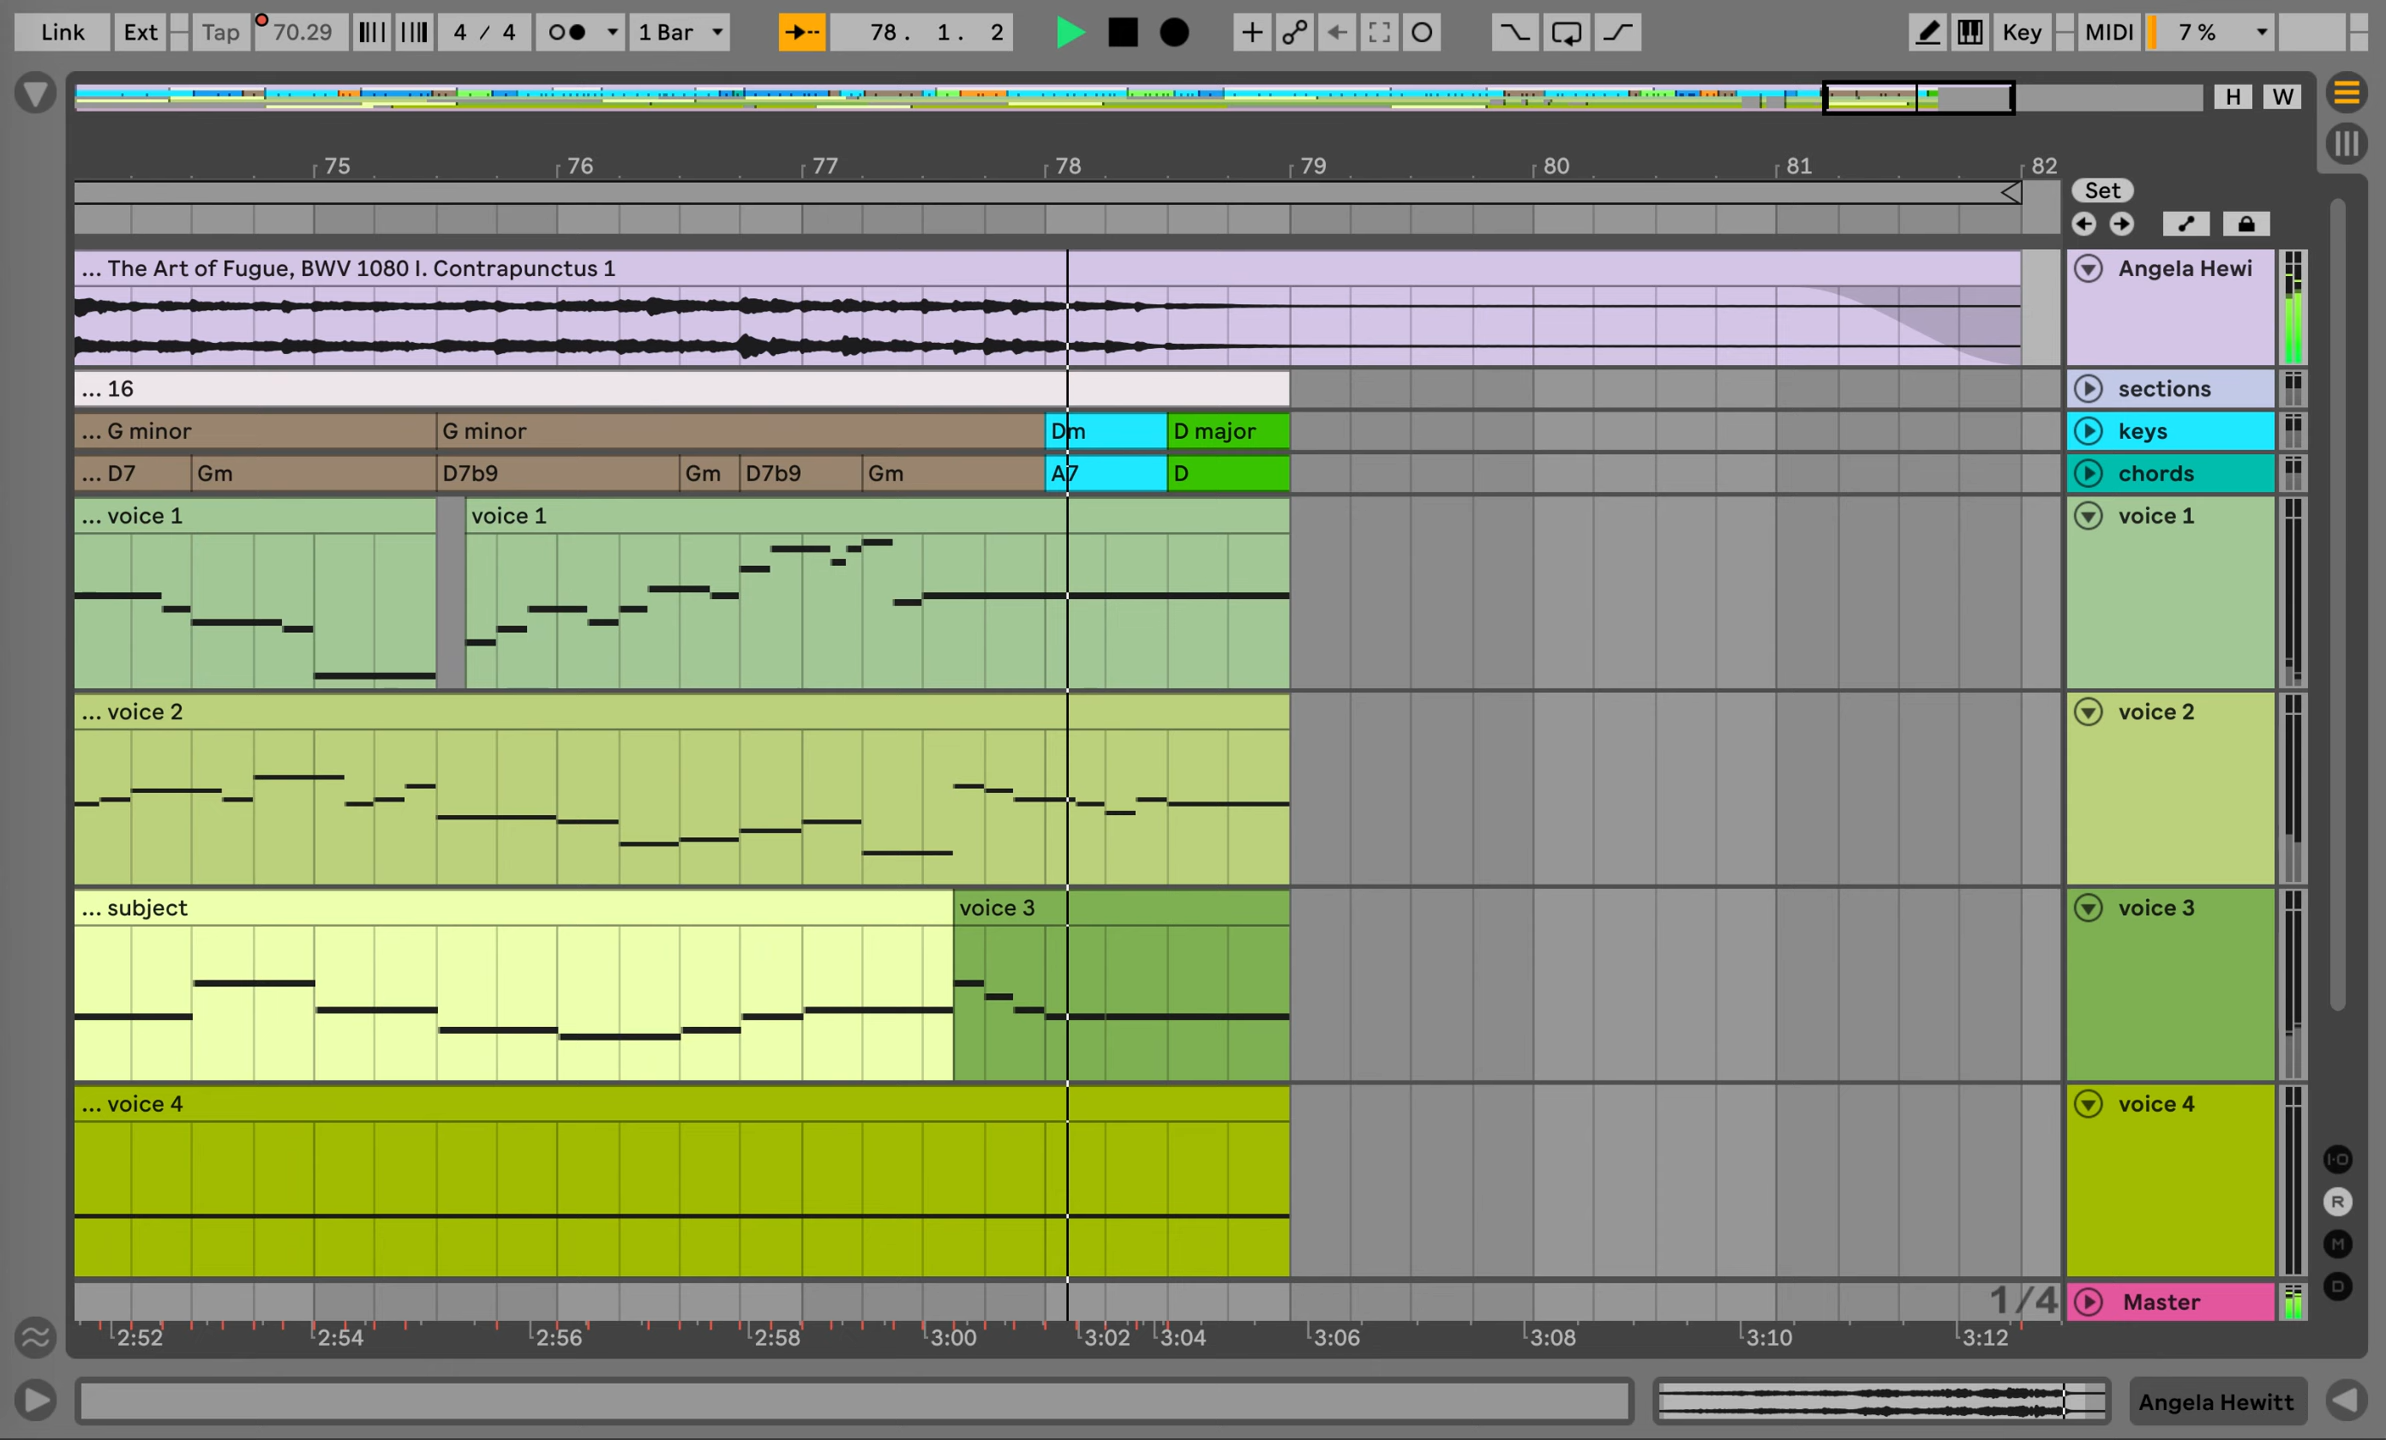 Link Ext Tap 70.29 4 / 4 1 Bar 78. 1. 2 Key MIDI 7 %
H W
75 76 77 78 79 80 81 82
Set
... The Art of Fugue, BWV 1080 I. Contrapunctus 1 Angela Hewi
... 16 sections
... G minor G minor Dm D major keys
... D7 Gm D7b9 Gm D7b9 Gm A7 D chords
... voice 1 voice 1 voice 1
... voice 2 voice 2
... subject voice 3 voice 3
... voice 4 voice 4
I·O
R
M
D
1/4 Master
2:52 2:54 2:56 2:58 3:00 3:02 3:04 3:06 3:08 3:10 3:12
Angela Hewitt